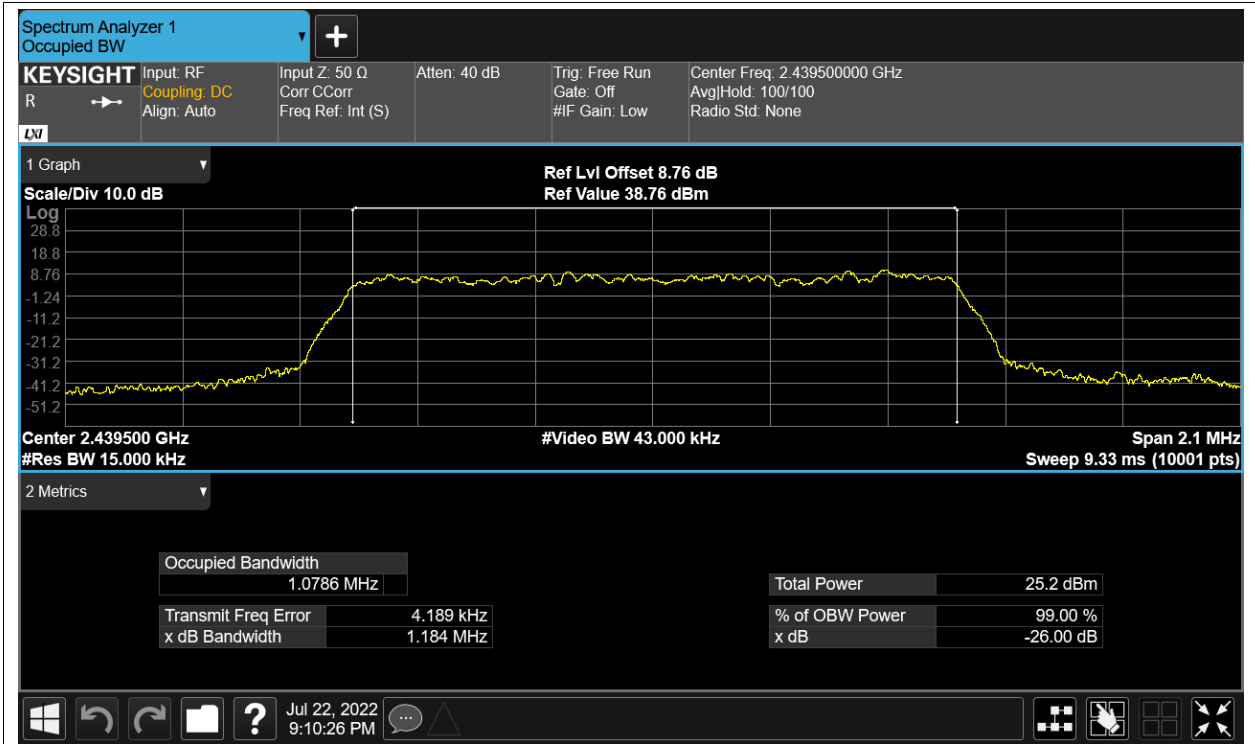 Spectrum Analyzer 1
Occupied BW
+
KEYSIGHT Input: RF Input Z: 50 Ω Atten: 40 dB Trig: Free Run Center Freq: 2.439500000 GHz
R Coupling: DC Corr CCorr Gate: Off Avg|Hold: 100/100
Align: Auto Freq Ref: Int (S) #IF Gain: Low Radio Std: None
LXI
1 Graph
Ref Lvl Offset 8.76 dB
Scale/Div 10.0 dB Ref Value 38.76 dBm
Log
28.8
18.8
8.76
-1.24
-11.2
-21.2
-31.2
-41.2
-51.2
Center 2.439500 GHz #Video BW 43.000 kHz Span 2.1 MHz
#Res BW 15.000 kHz Sweep 9.33 ms (10001 pts)
2 Metrics
Occupied Bandwidth
1.0786 MHz Total Power 25.2 dBm
Transmit Freq Error 4.189 kHz % of OBW Power 99.00 %
x dB Bandwidth 1.184 MHz x dB -26.00 dB
? Jul 22, 2022
9:10:26 PM